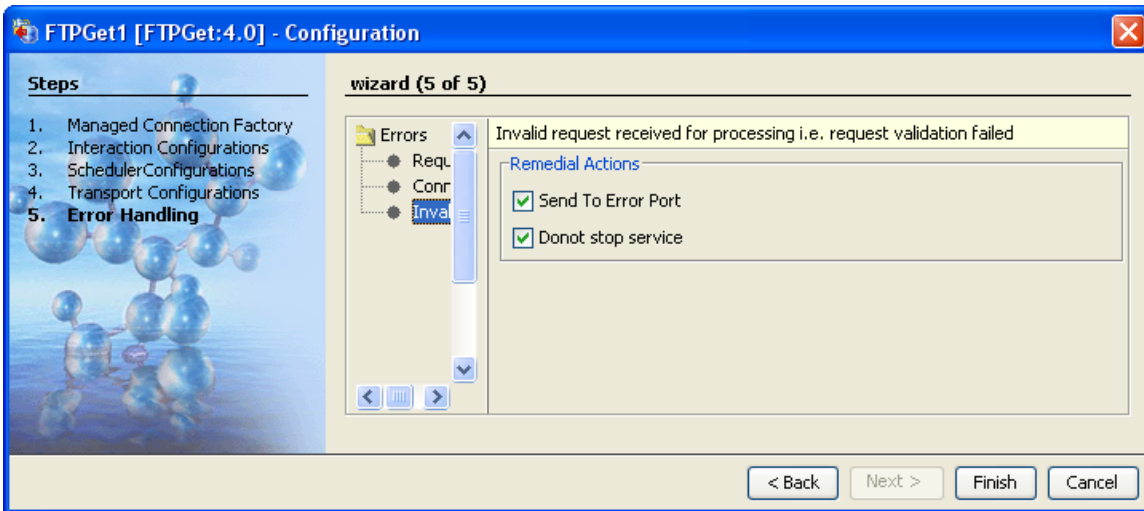 FTPGet1 [FTPGet:4.0] - Configuration
Steps
1. Managed Connection Factory
2. Interaction Configurations
3. SchedulerConfigurations
4. Transport Configurations
5. Error Handling
wizard (5 of 5)
Errors
Requ
Conr
Inval
Invalid request received for processing i.e. request validation failed
Remedial Actions
Send To Error Port
Donot stop service
< Back
Next >
Finish
Cancel